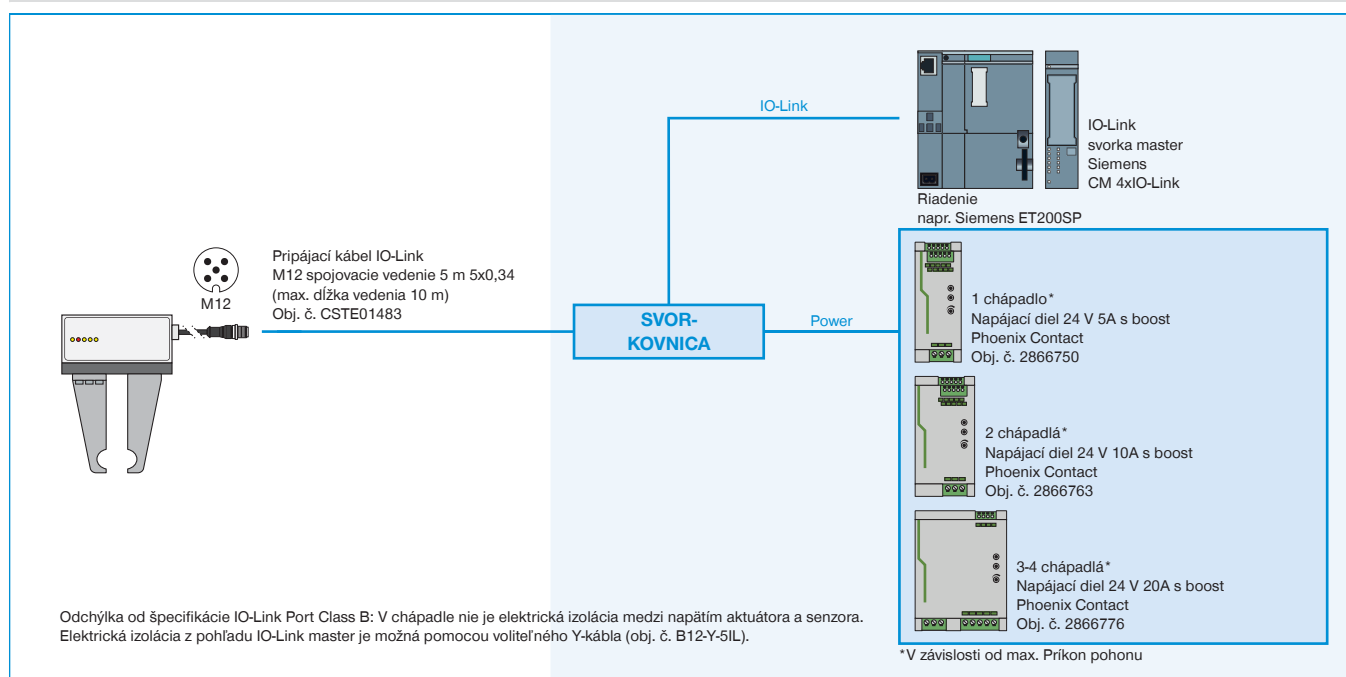 IO-Link
IO-Link
svorka master
Siemens
CM 4xIO-Link
Riadenie
napr. Siemens ET200SP
M12
Pripájací kábel IO-Link
M12 spojovacie vedenie 5 m 5x0,34
(max. dĺžka vedenia 10 m)
Obj. č. CSTE01483
SVOR-
KOVNICA
Power
1 chápadlo*
Napájací diel 24 V 5A s boost
Phoenix Contact
Obj. č. 2866750
2 chápadlá*
Napájací diel 24 V 10A s boost
Phoenix Contact
Obj. č. 2866763
3-4 chápadlá*
Napájací diel 24 V 20A s boost
Phoenix Contact
Obj. č. 2866776
Odchýlka od špecifikácie IO-Link Port Class B: V chápadle nie je elektrická izolácia medzi napätím aktuátora a senzora.
Elektrická izolácia z pohľadu IO-Link master je možná pomocou voliteľného Y-kábla (obj. č. B12-Y-5IL).
*V závislosti od max. Príkon pohonu